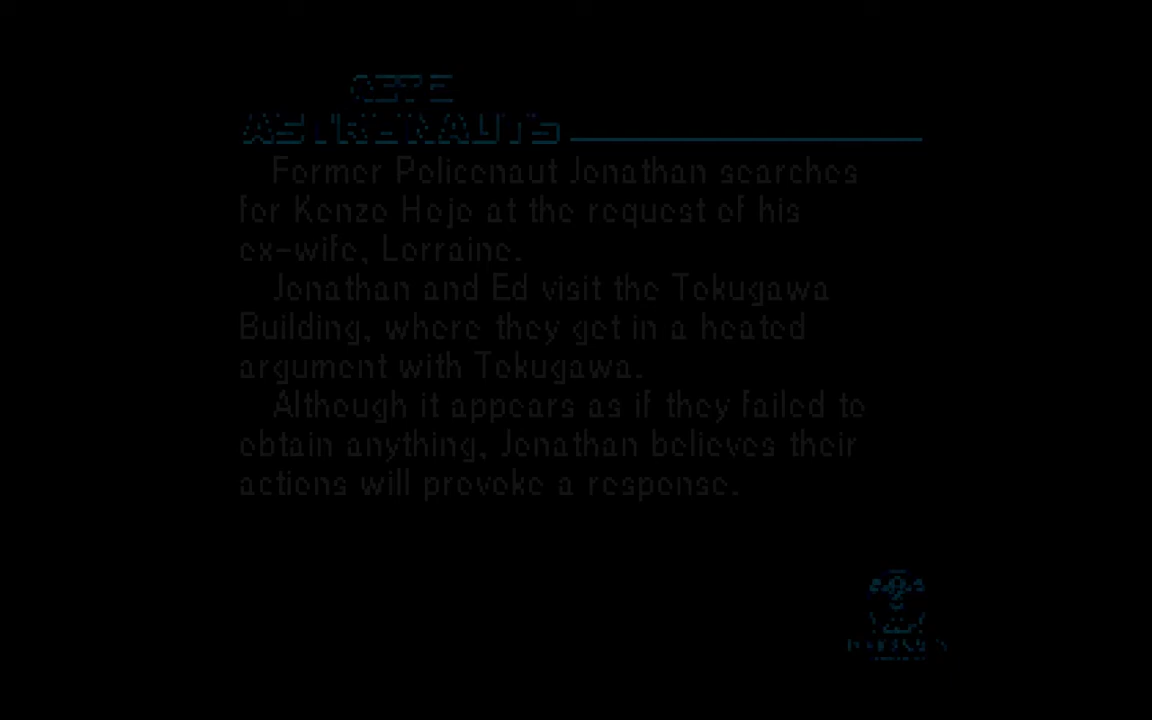 ASTRONAUTS
Former Policenaut Jonathan searches
for Kenzo Hojo at the request of his
ex-wife, Lorraine.
Jonathan and Ed visit the Tokugawa
Building, where they get in a heated
argument with Tokugawa.
Although it appears as if they failed to
obtain anything, Jonathan believes their
actions will provoke a response.